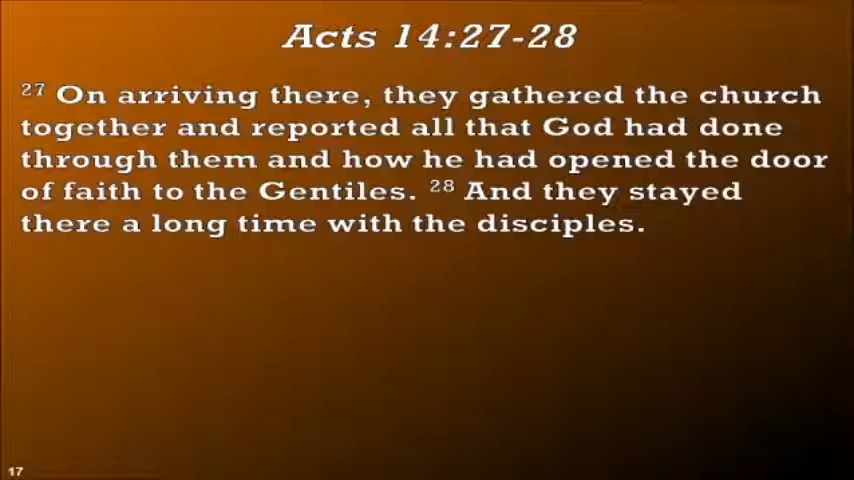 Acts 14:27-28
27 On arriving there, they gathered the church
together and reported all that God had done
through them and how he had opened the door
of faith to the Gentiles. 28 And they stayed
there a long time with the disciples.
17